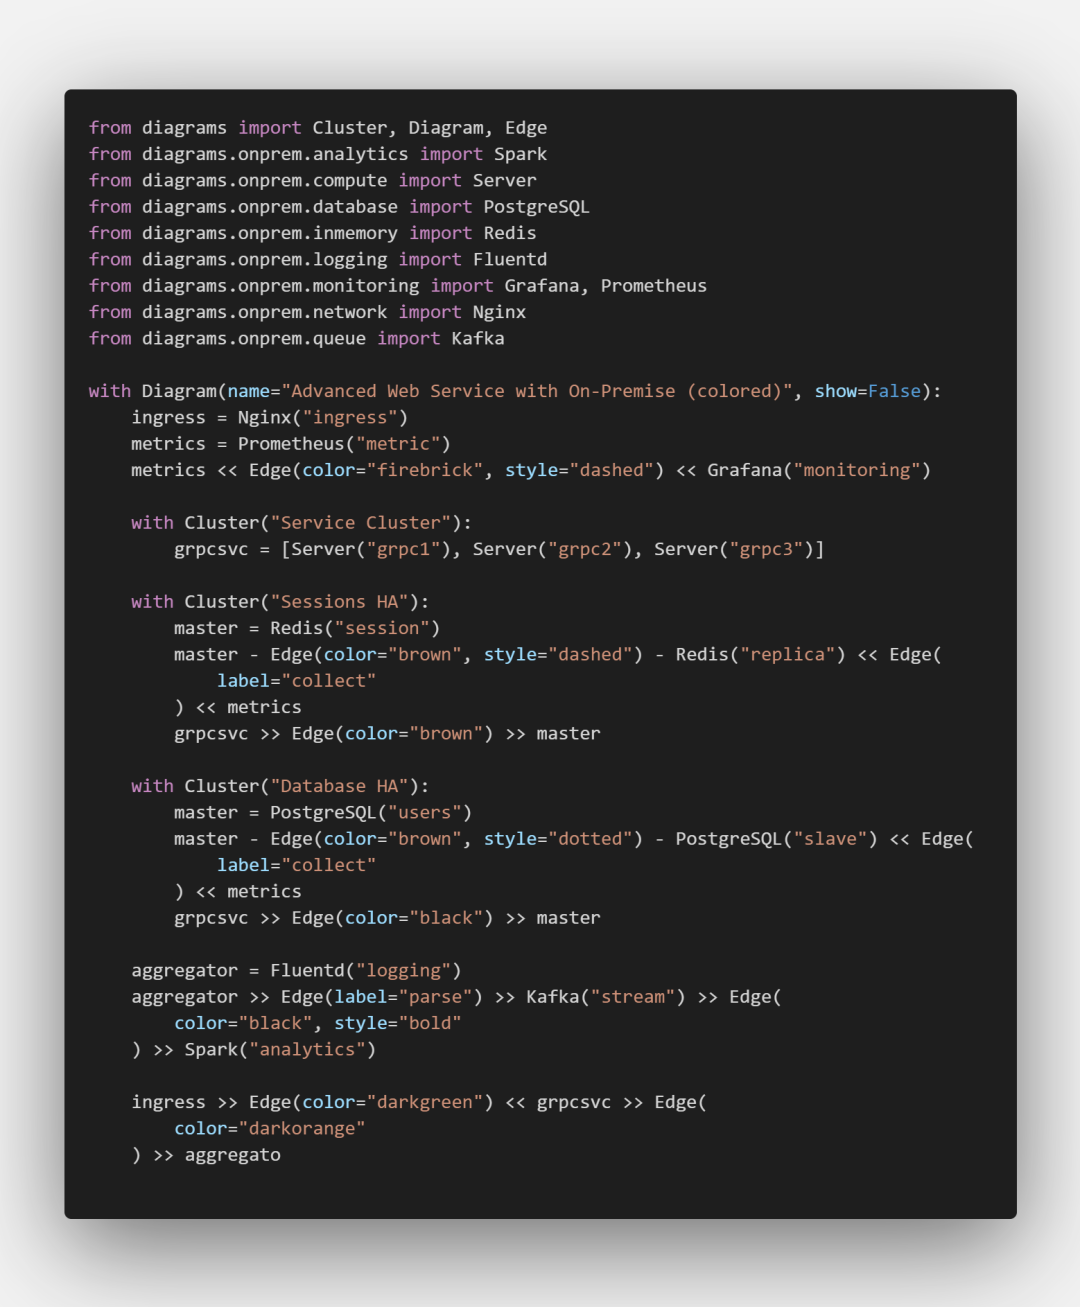 from diagrams import Cluster, Diagram, Edge
from diagrams.onprem.analytics import Spark
from diagrams.onprem.compute import Server
from diagrams.onprem.database import PostgreSQL
from diagrams.onprem.inmemory import Redis
from diagrams.onprem.logging import Fluentd
from diagrams.onprem.monitoring import Grafana, Prometheus
from diagrams.onprem.network import Nginx
from diagrams.onprem.queue import Kafka

with Diagram(name="Advanced Web Service with On-Premise (colored)", show=False):
    ingress = Nginx("ingress")
    metrics = Prometheus("metric")
    metrics << Edge(color="firebrick", style="dashed") << Grafana("monitoring")

    with Cluster("Service Cluster"):
        grpcsvc = [Server("grpc1"), Server("grpc2"), Server("grpc3")]

    with Cluster("Sessions HA"):
        master = Redis("session")
        master - Edge(color="brown", style="dashed") - Redis("replica") << Edge(
            label="collect"
        ) << metrics
        grpcsvc >> Edge(color="brown") >> master

    with Cluster("Database HA"):
        master = PostgreSQL("users")
        master - Edge(color="brown", style="dotted") - PostgreSQL("slave") << Edge(
            label="collect"
        ) << metrics
        grpcsvc >> Edge(color="black") >> master

    aggregator = Fluentd("logging")
    aggregator >> Edge(label="parse") >> Kafka("stream") >> Edge(
        color="black", style="bold"
    ) >> Spark("analytics")

    ingress >> Edge(color="darkgreen") << grpcsvc >> Edge(
        color="darkorange"
    ) >> aggregato